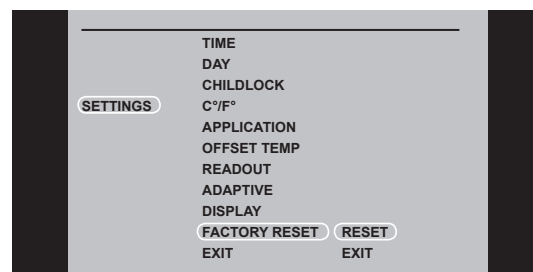 TIME
DAY
CHILDLOCK
SETTINGS C°/F°
APPLICATION
OFFSET TEMP
READOUT
ADAPTIVE
DISPLAY
FACTORY RESET RESET
EXIT EXIT